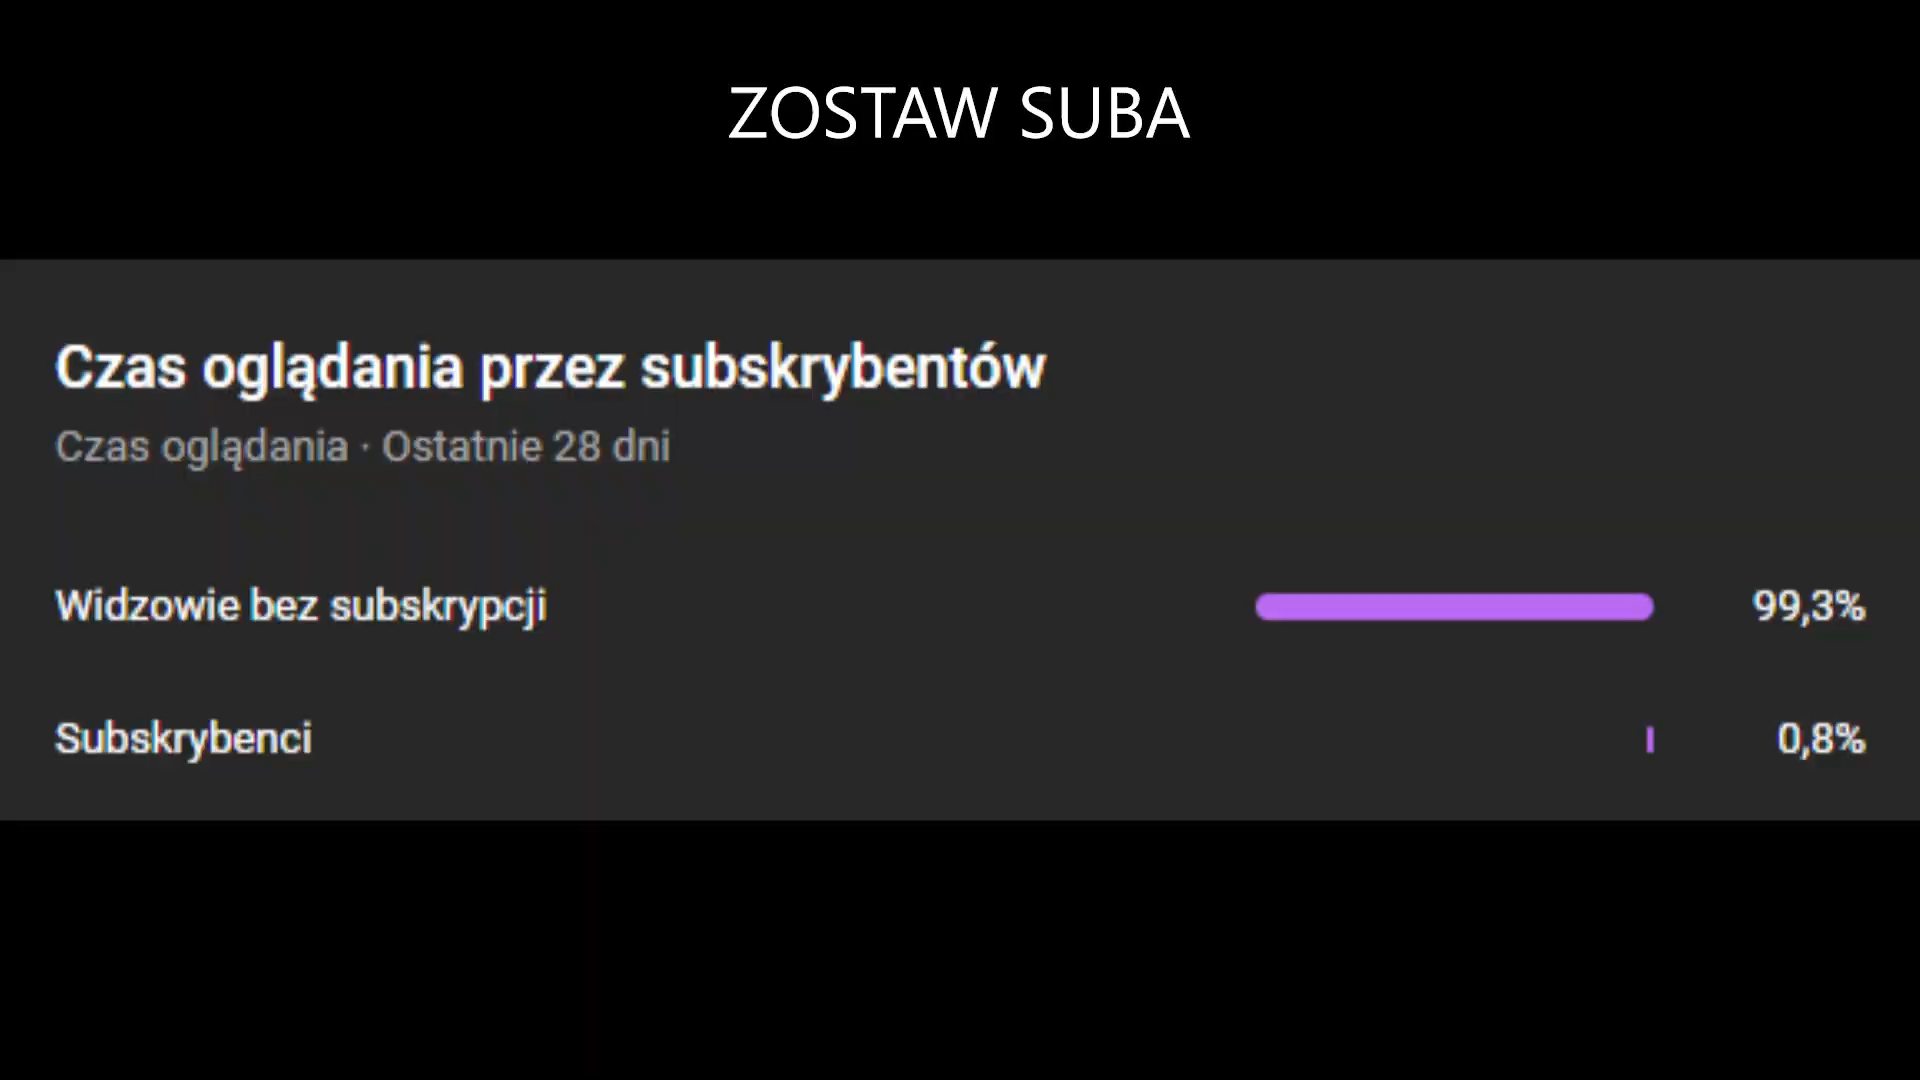 ZOSTAW SUBA
Czas oglądania przez subskrybentów
Czas oglądania · Ostatnie 28 dni
Widzowie bez subskrypcji 99,3%
Subskrybenci 0,8%